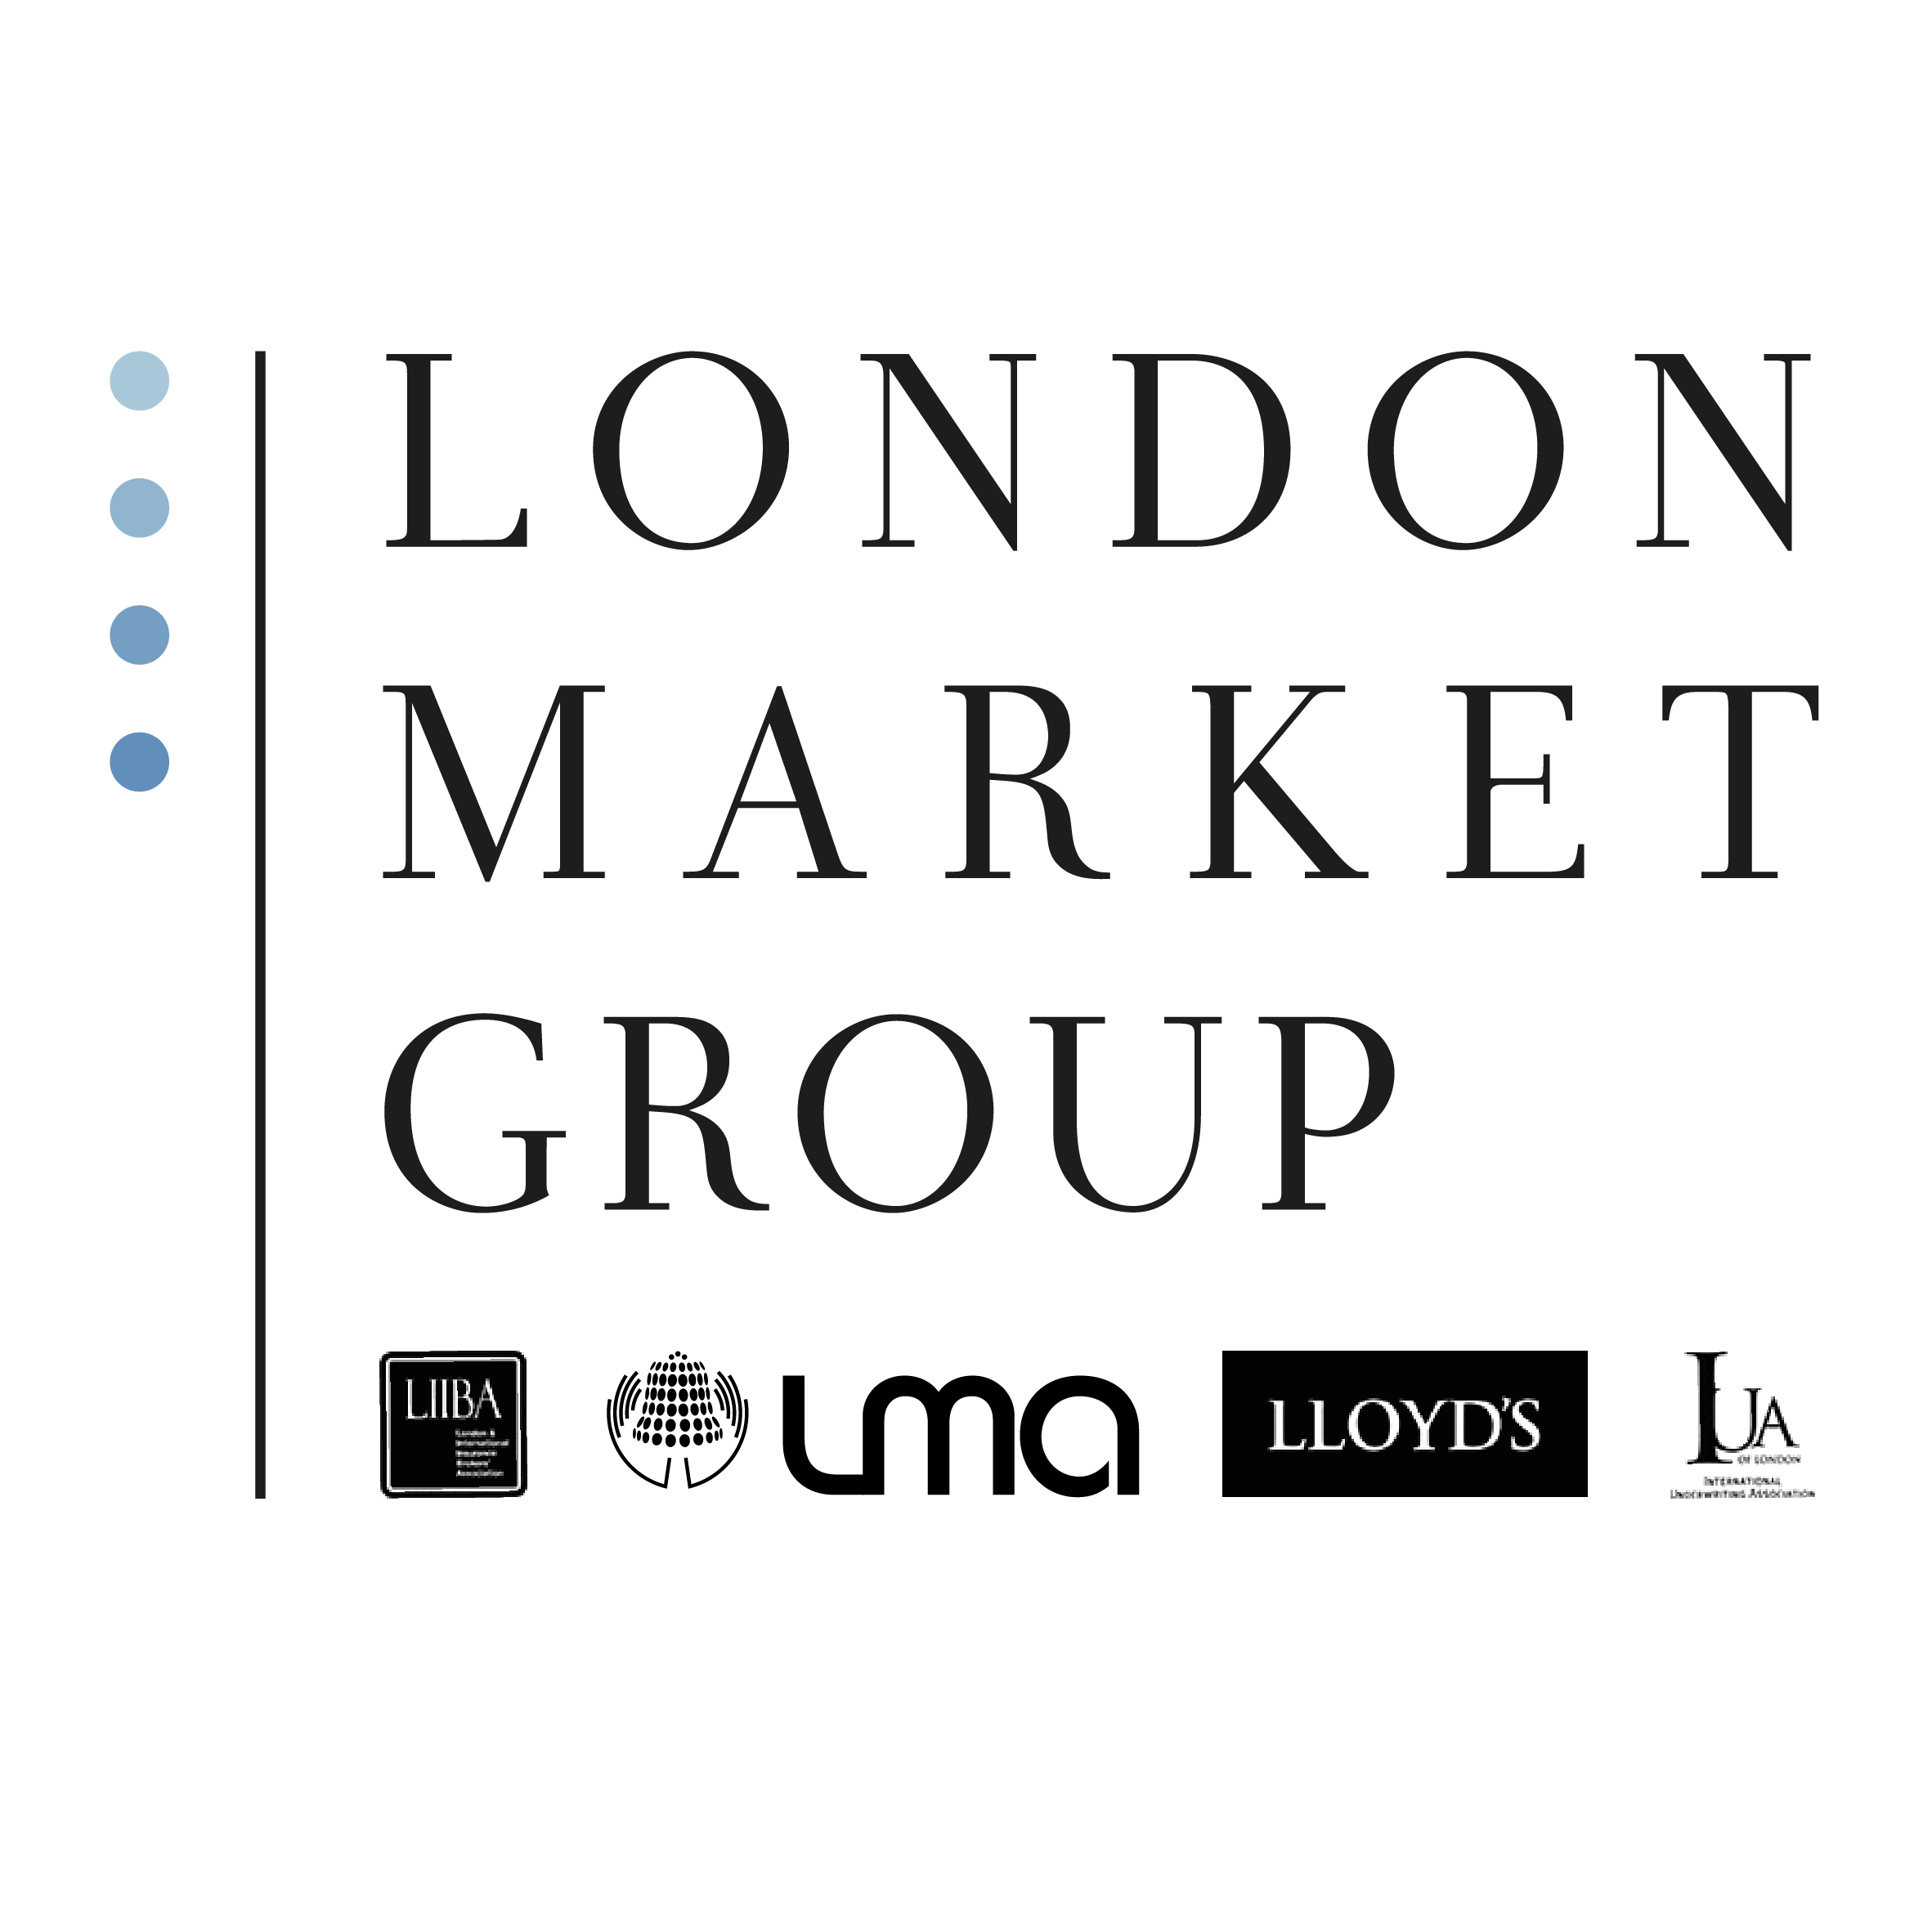 LONDON
MARKET
GROUP
LIIBA
London &
International
Insurance
Brokers'
Association
lma
LLOYD'S
IUA
OF LONDON
INTERNATIONAL
UNDERWRITING ASSOCIATION